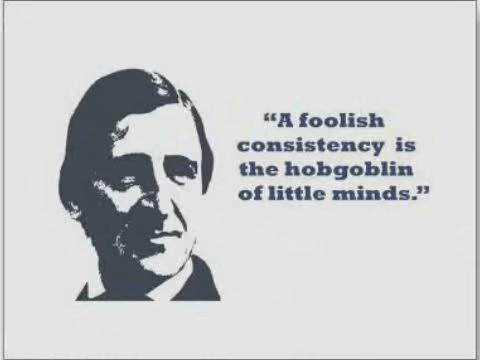 “A foolish
consistency is
the hobgoblin
of little minds.”